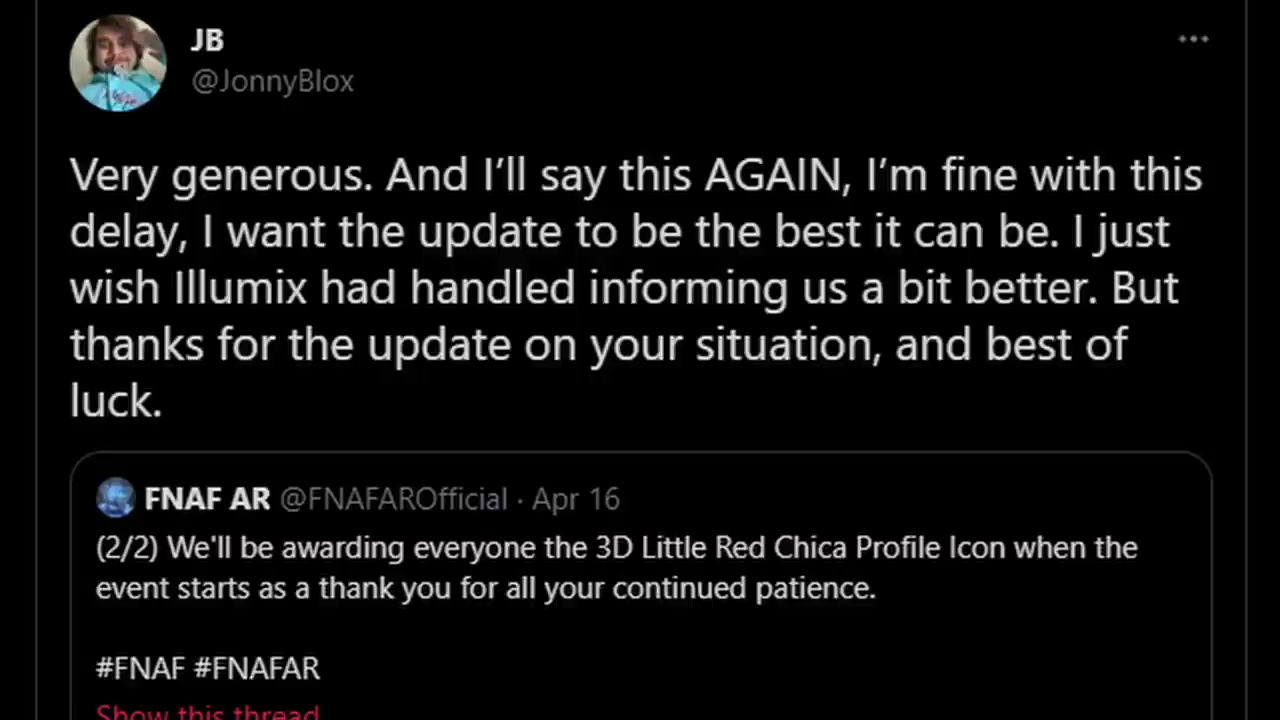 JB
@JonnyBlox
Very generous. And I’ll say this AGAIN, I’m fine with this
delay, I want the update to be the best it can be. I just
wish Illumix had handled informing us a bit better. But
thanks for the update on your situation, and best of
luck.
FNAF AR @FNAFAROfficial · Apr 16
(2/2) We'll be awarding everyone the 3D Little Red Chica Profile Icon when the
event starts as a thank you for all your continued patience.
#FNAF #FNAFAR
Show this thread